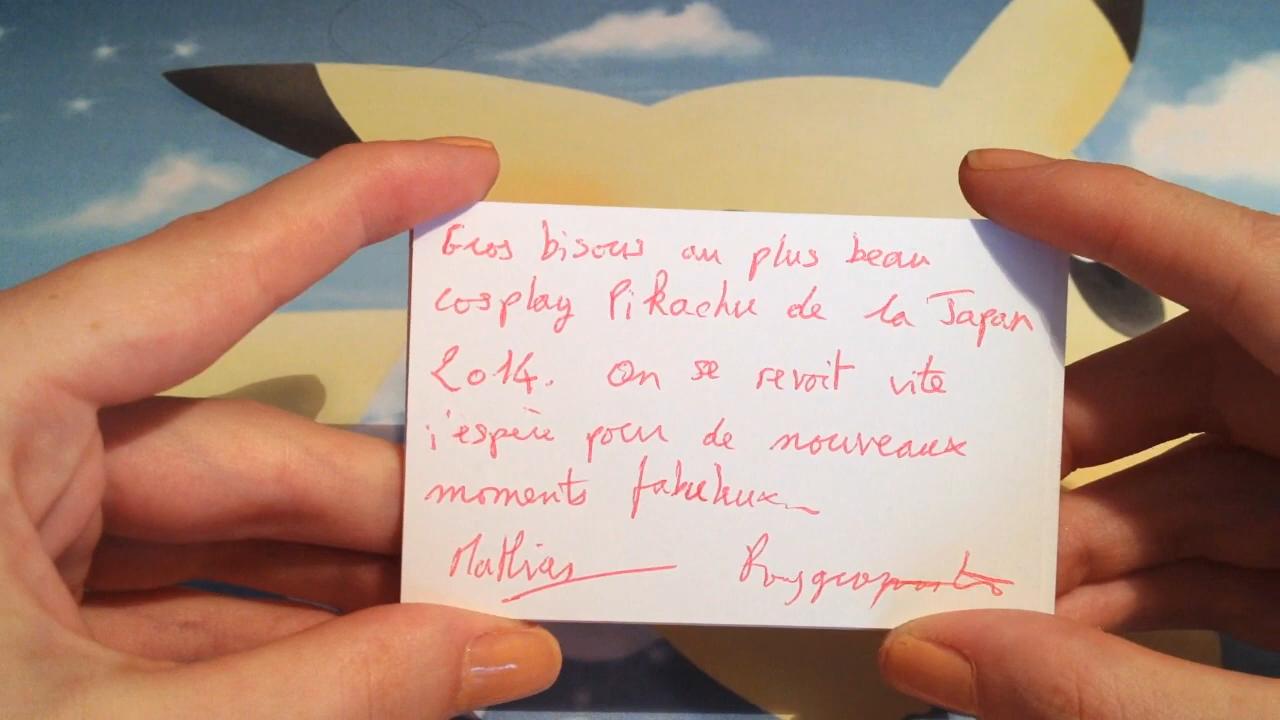 Gros bisous au plus beau
cosplay Pikachu de la Japan
2014. On se revoit vite
j'espère pour de nouveaux
moments fabuleux
Mathias